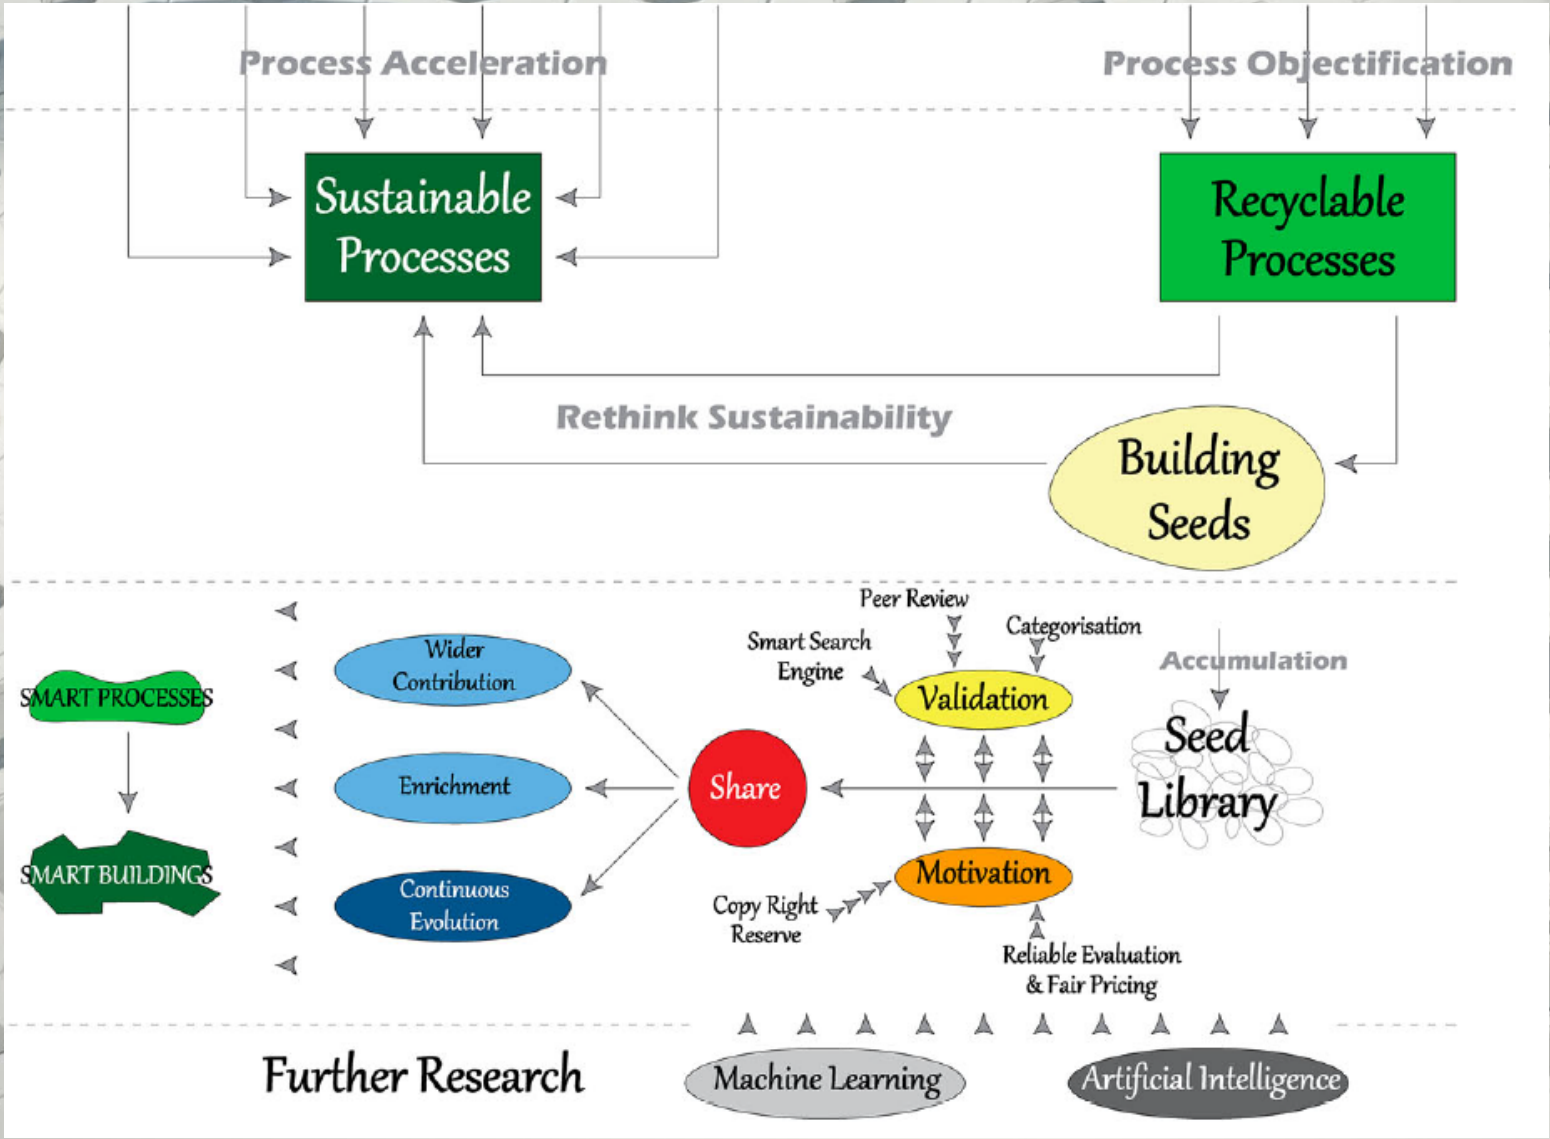 Process Acceleration
Process Objectification
Sustainable
Processes
Recyclable
Processes
Rethink Sustainability
Building
Seeds
Peer Review
Categorisation
Smart Search
Engine
Validation
Accumulation
Wider
Contribution
SMART PROCESSES
Seed
Library
Share
Enrichment
Motivation
SMART BUILDINGS
Continuous
Evolution
Copy Right
Reserve
Reliable Evaluation
& Fair Pricing
Further Research
Machine Learning
Artificial Intelligence